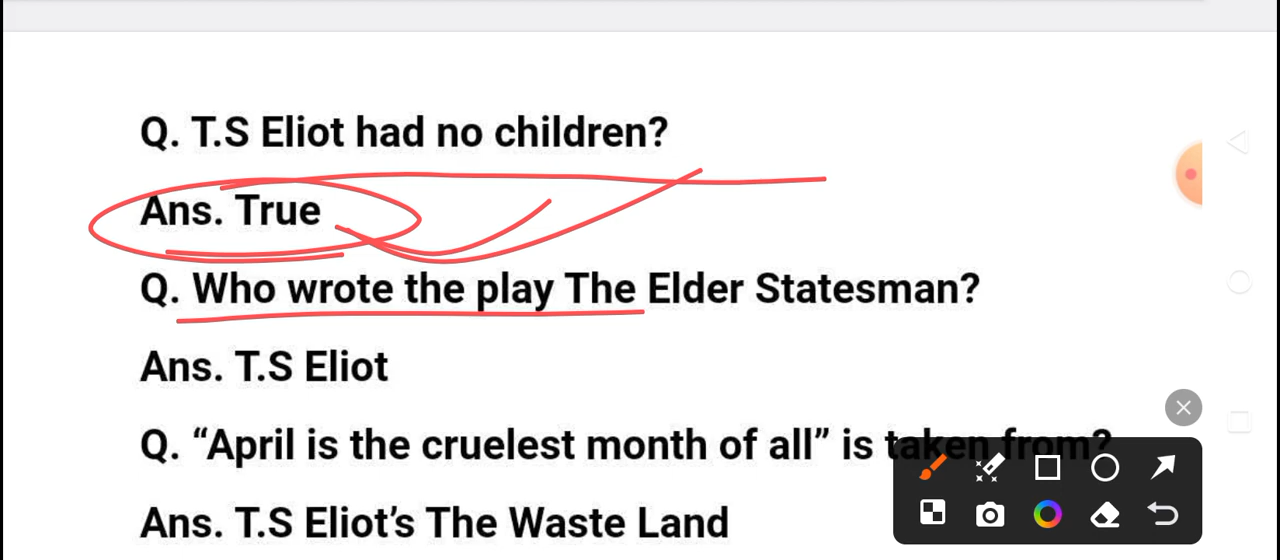 Q. T.S Eliot had no children?
Ans. True
Q. Who wrote the play The Elder Statesman?
Ans. T.S Eliot
Q. “April is the cruelest month of all” is taken from?
Ans. T.S Eliot’s The Waste Land